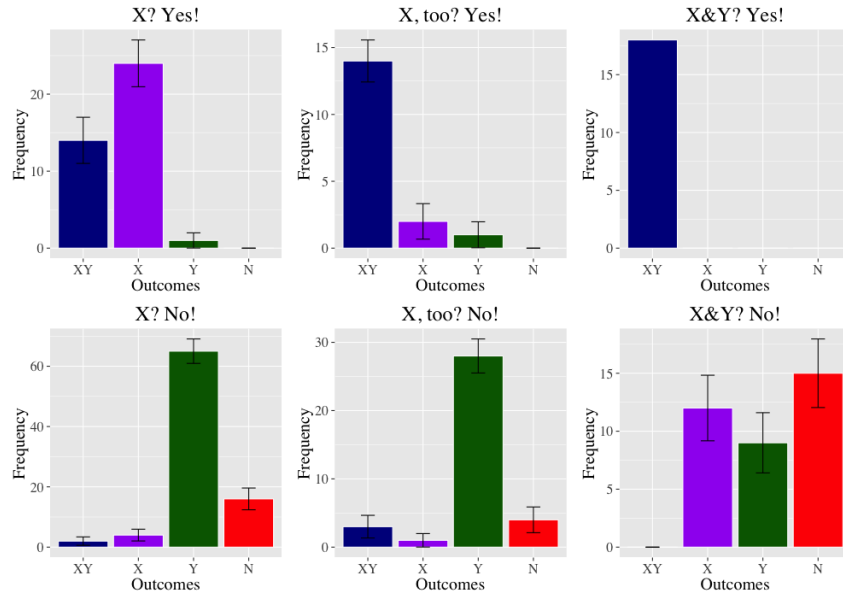 X? Yes!
Frequency
20
10
0
XY X Y N
Outcomes
X, too? Yes!
Frequency
15
10
5
0
XY X Y N
Outcomes
X&Y? Yes!
Frequency
15
10
5
0
XY X Y N
Outcomes
X? No!
Frequency
60
40
20
0
XY X Y N
Outcomes
X, too? No!
Frequency
30
20
10
0
XY X Y N
Outcomes
X&Y? No!
Frequency
15
10
5
0
XY X Y N
Outcomes